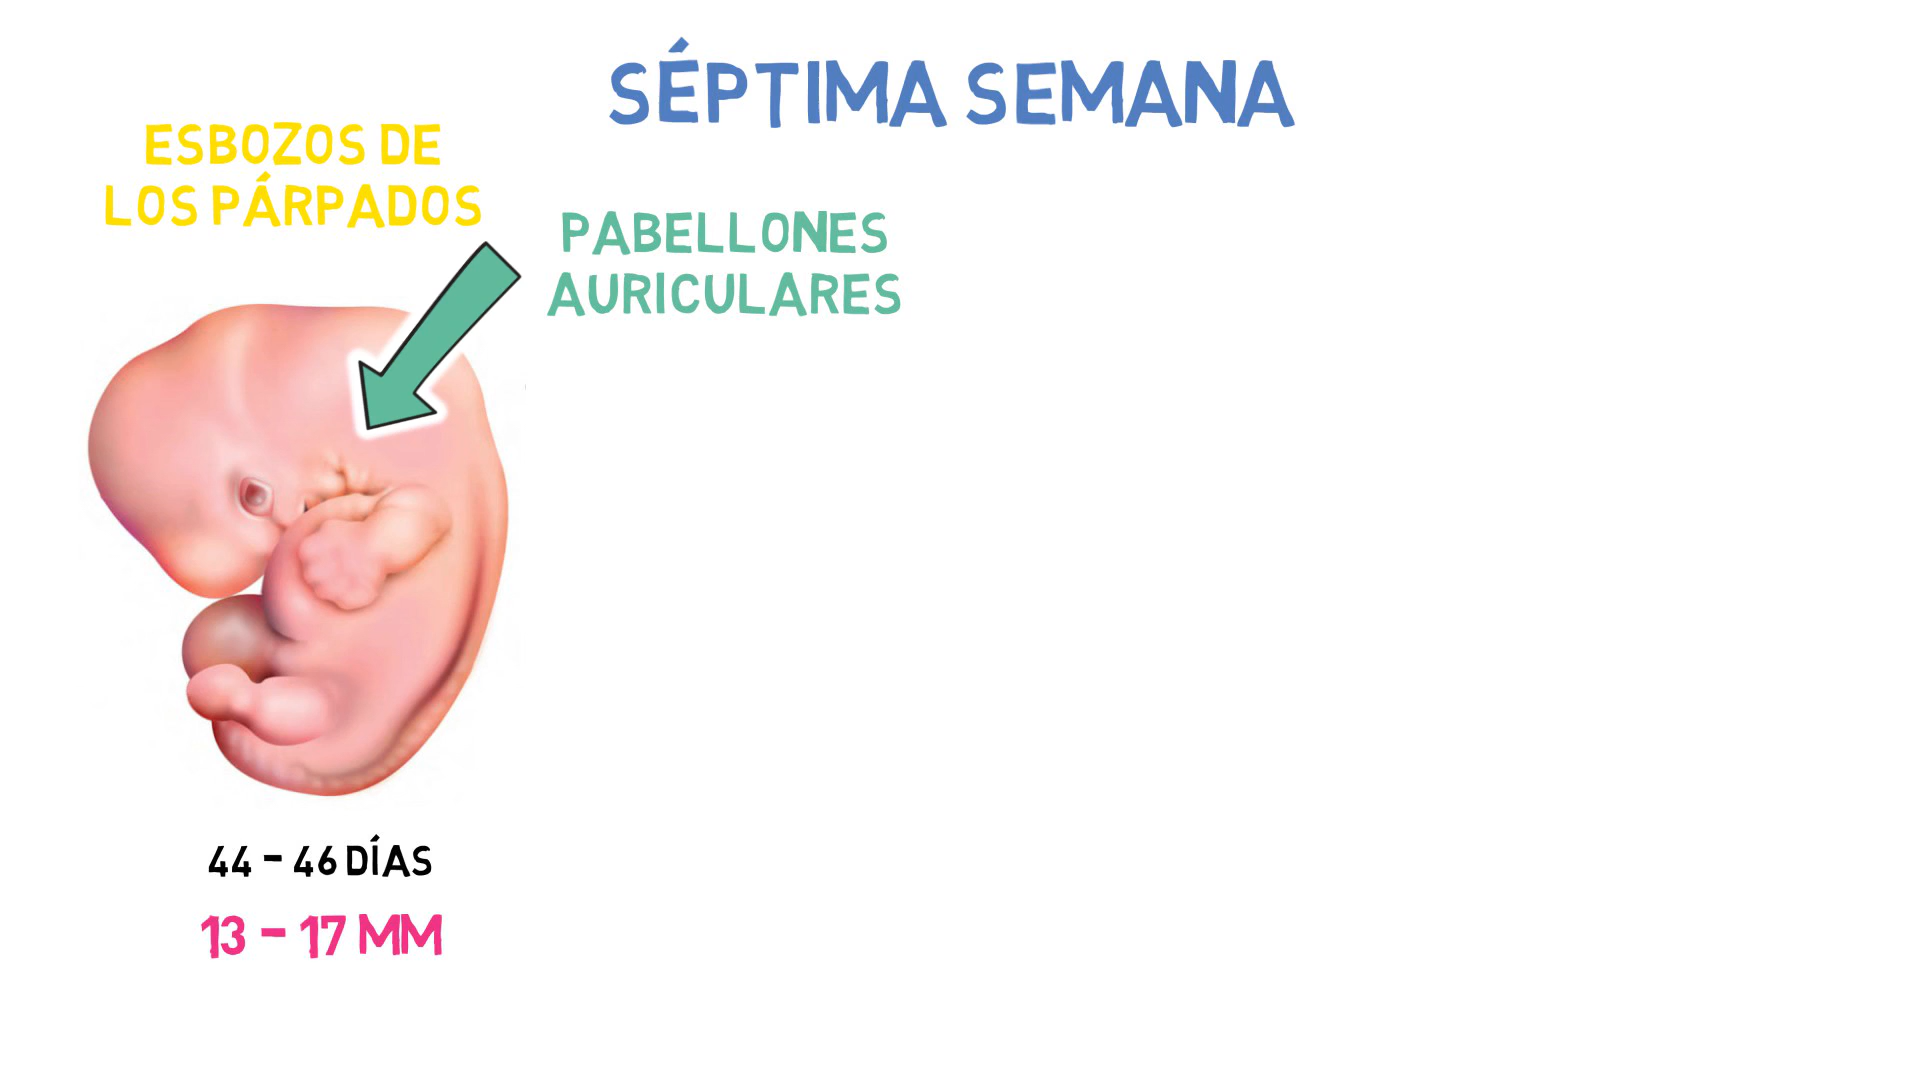 SÉPTIMA SEMANA
ESBOZOS DE
LOS PÁRPADOS
PABELLONES
AURICULARES
44 - 46 DÍAS
13 - 17 MM